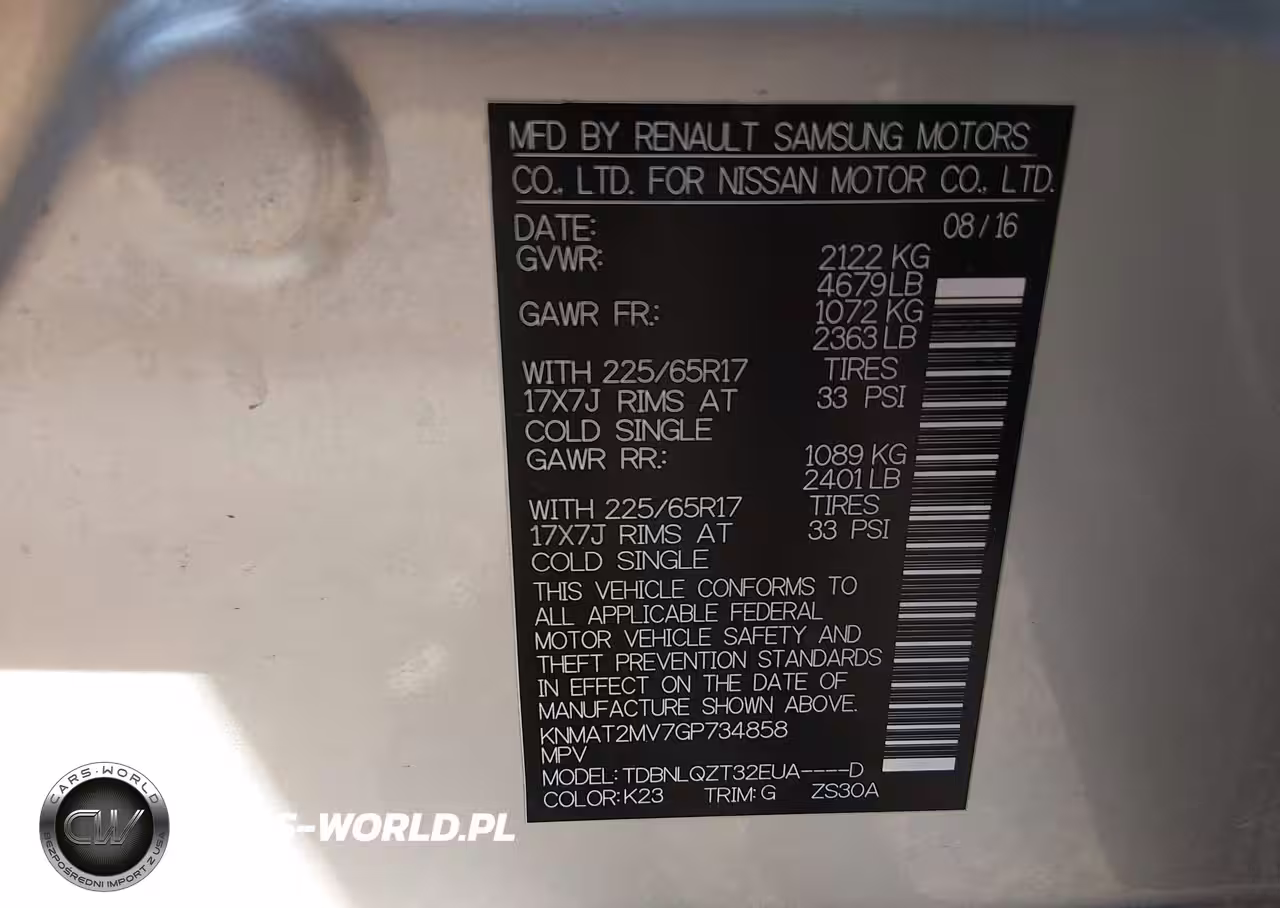 MFD BY RENAULT SAMSUNG MOTORS
CO., LTD. FOR NISSAN MOTOR CO., LTD.
DATE: 08/16
GVWR: 2122 KG
4679 LB
GAWR FR.: 1072 KG
2363 LB
WITH 225/65R17 TIRES
17X7J RIMS AT 33 PSI
COLD SINGLE
GAWR RR.: 1089 KG
2401 LB
WITH 225/65R17 TIRES
17X7J RIMS AT 33 PSI
COLD SINGLE
THIS VEHICLE CONFORMS TO
ALL APPLICABLE FEDERAL
MOTOR VEHICLE SAFETY AND
THEFT PREVENTION STANDARDS
IN EFFECT ON THE DATE OF
MANUFACTURE SHOWN ABOVE.
KNMAT2MV7GP734858
MPV
MODEL: TDBNLQZT32EUA----D
COLOR: K23 TRIM: G ZS30A
CARS-WORLD
CW
BEZPOŚREDNI IMPORT Z USA
S-WORLD.PL